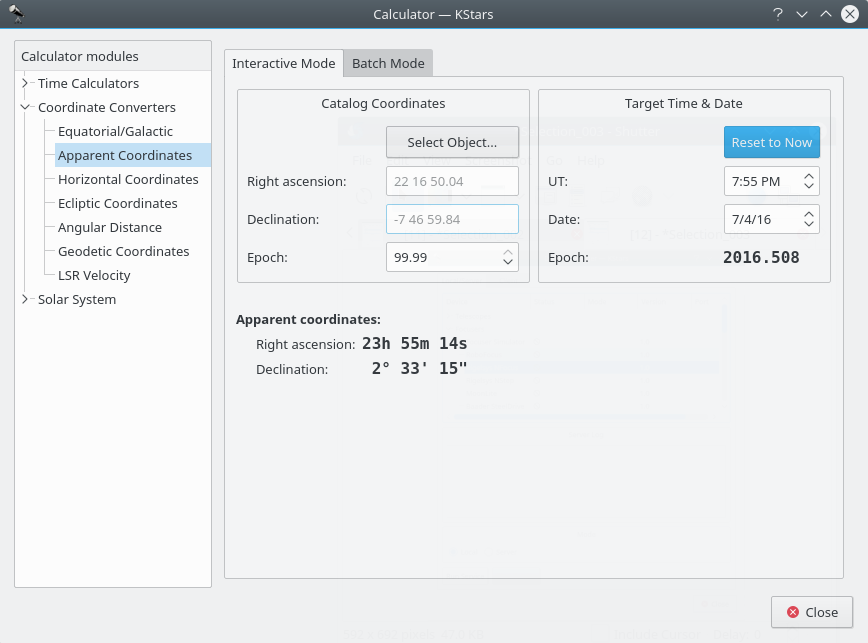 Calculator — KStars
Calculator modules
Time Calculators
Coordinate Converters
Equatorial/Galactic
Apparent Coordinates
Horizontal Coordinates
Ecliptic Coordinates
Angular Distance
Geodetic Coordinates
LSR Velocity
Solar System
Interactive Mode Batch Mode
Catalog Coordinates
Select Object...
Right ascension: 22 16 50.04
Declination: -7 46 59.84
Epoch: 99.99
Target Time & Date
Reset to Now
UT: 7:55 PM
Date: 7/4/16
Epoch: 2016.508
Apparent coordinates:
Right ascension: 23h 55m 14s
Declination: 2° 33' 15"
Close